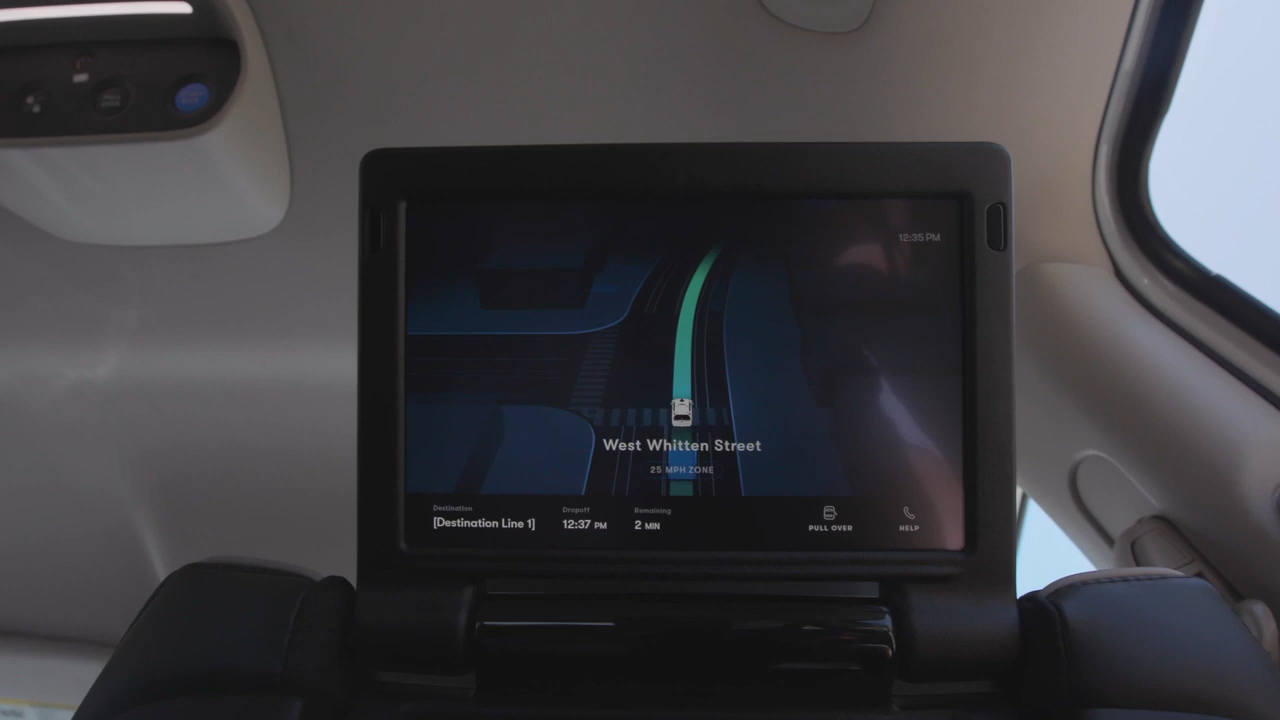 12:35 PM
West Whitten Street
25 MPH ZONE
Destination
[Destination Line 1]
Dropoff
12:37 PM
Remaining
2 MIN
PULL OVER
HELP